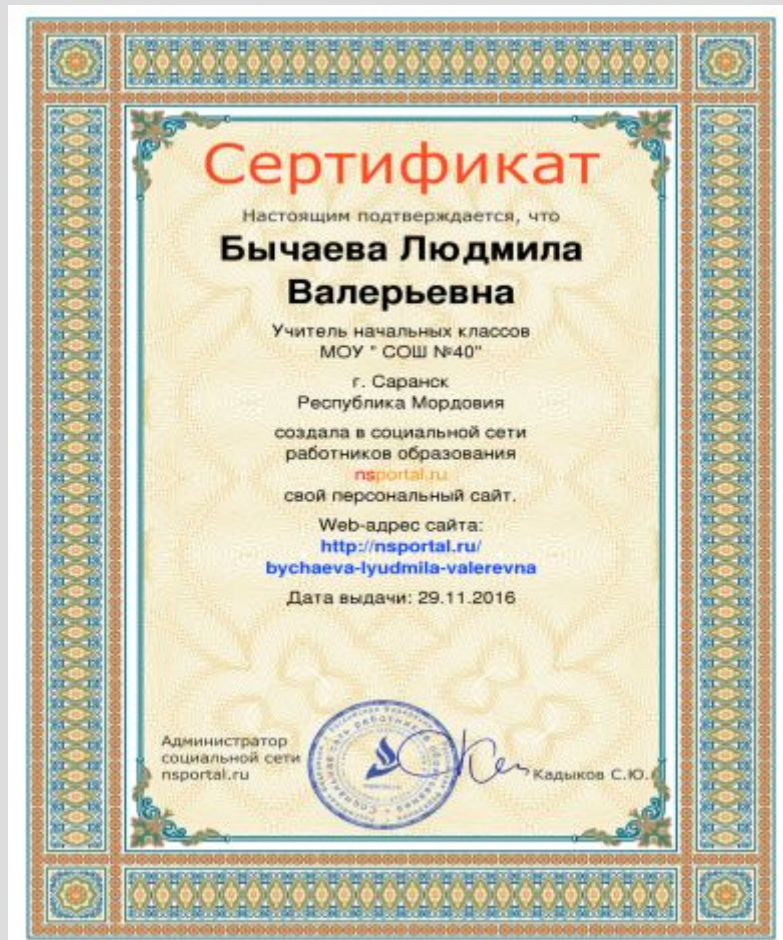 Сертификат
Настоящим подтверждается, что
Бычаева Людмила
Валерьевна
Учитель начальных классов
МОУ " СОШ №40"
г. Саранск
Республика Мордовия
создала в социальной сети
работников образования
nsportal.ru
свой персональный сайт.
Web-адрес сайта:
http://nsportal.ru/
bychaeva-lyudmila-valerevna
Дата выдачи: 29.11.2016
Администратор
социальной сети
nsportal.ru
Кадыков С.Ю.